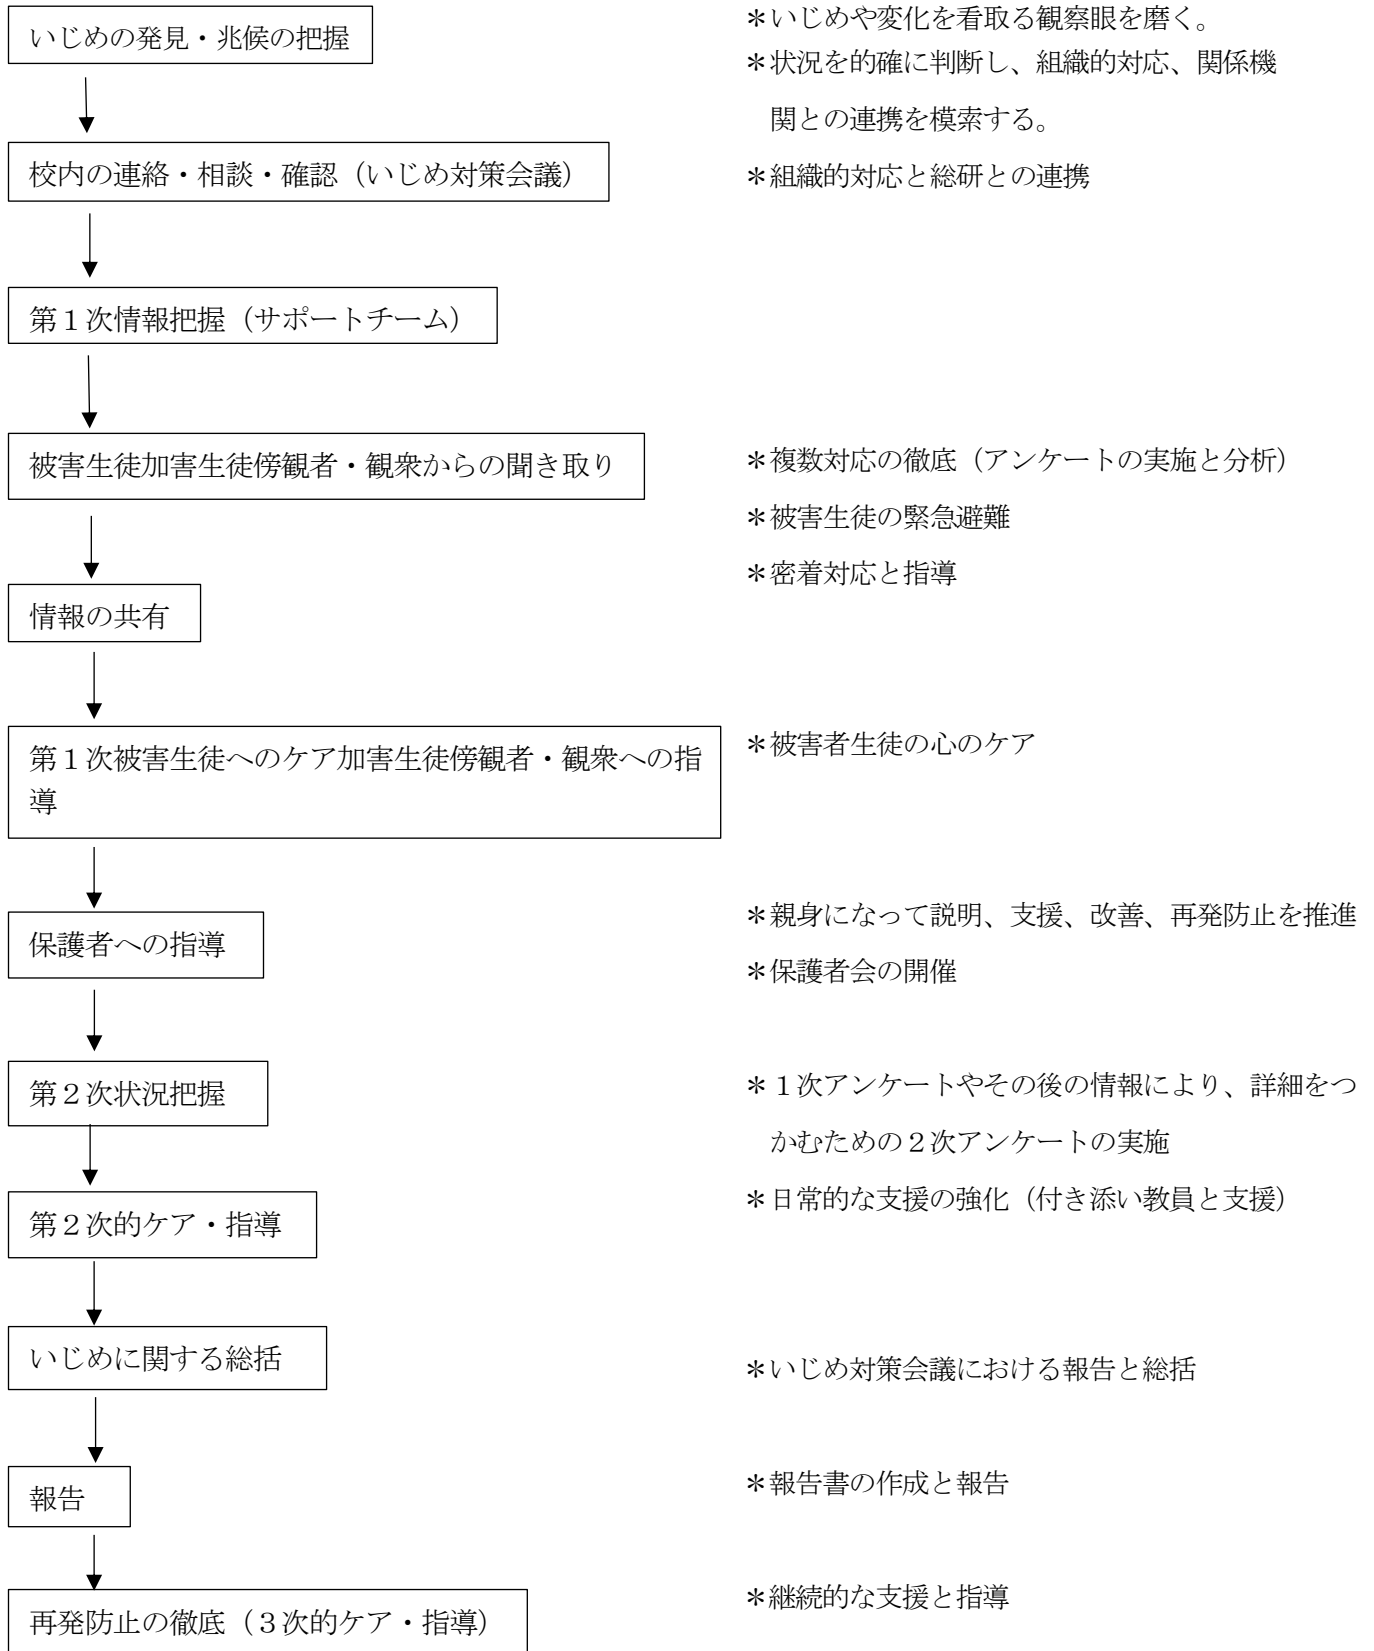 いじめの発見・兆候の把握
＊いじめや変化を看取る観察眼を磨く。
＊状況を的確に判断し、組織的対応、関係機
関との連携を模索する。
校内の連絡・相談・確認（いじめ対策会議）
＊組織的対応と総研との連携
第１次情報把握（サポートチーム）
被害生徒加害生徒傍観者・観衆からの聞き取り
＊複数対応の徹底（アンケートの実施と分析）
＊被害生徒の緊急避難
＊密着対応と指導
情報の共有
第１次被害生徒へのケア加害生徒傍観者・観衆への指
導
＊被害者生徒の心のケア
保護者への指導
＊親身になって説明、支援、改善、再発防止を推進
＊保護者会の開催
第２次状況把握
＊１次アンケートやその後の情報により、詳細をつ
かむための２次アンケートの実施
第２次的ケア・指導
＊日常的な支援の強化（付き添い教員と支援）
いじめに関する総括
＊いじめ対策会議における報告と総括
報告
＊報告書の作成と報告
再発防止の徹底（３次的ケア・指導）
＊継続的な支援と指導